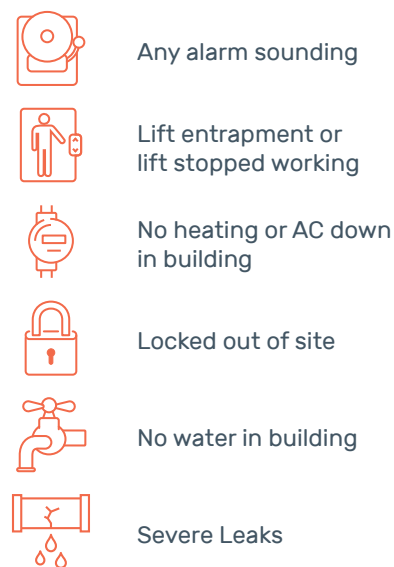 Any alarm sounding
Lift entrapment or
lift stopped working
No heating or AC down
in building
Locked out of site
No water in building
Severe Leaks